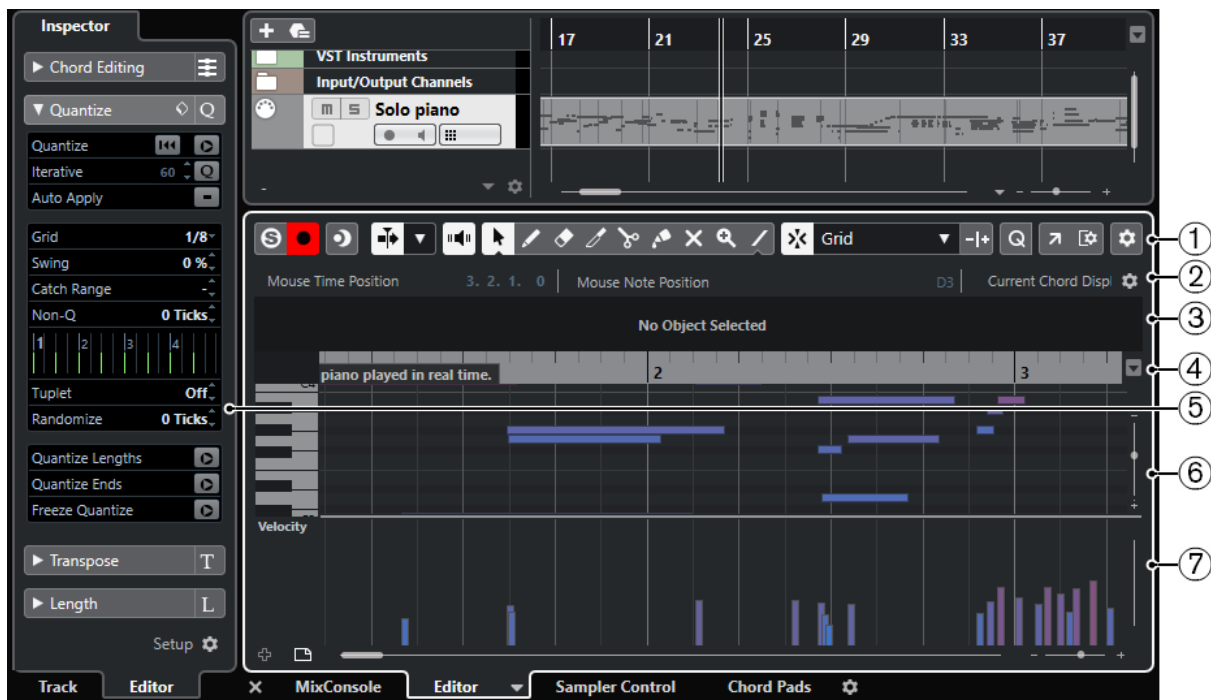 Inspector
Chord Editing
Quantize Q
Quantize
Iterative 60 Q
Auto Apply
Grid 1/8
Swing 0 %
Catch Range -
Non-Q 0 Ticks
1 2 3 4
Tuplet Off
Randomize 0 Ticks
Quantize Lengths
Quantize Ends
Freeze Quantize
Transpose T
Length L
Setup
Track Editor
17 21 25 29 33 37
VST Instruments
Input/Output Channels
m S Solo piano
-
S Grid Q 1
Mouse Time Position 3. 2. 1. 0 Mouse Note Position D3 Current Chord Displ 2
No Object Selected 3
piano played in real time. 2 3 4
5
6
Velocity
7
MixConsole Editor Sampler Control Chord Pads